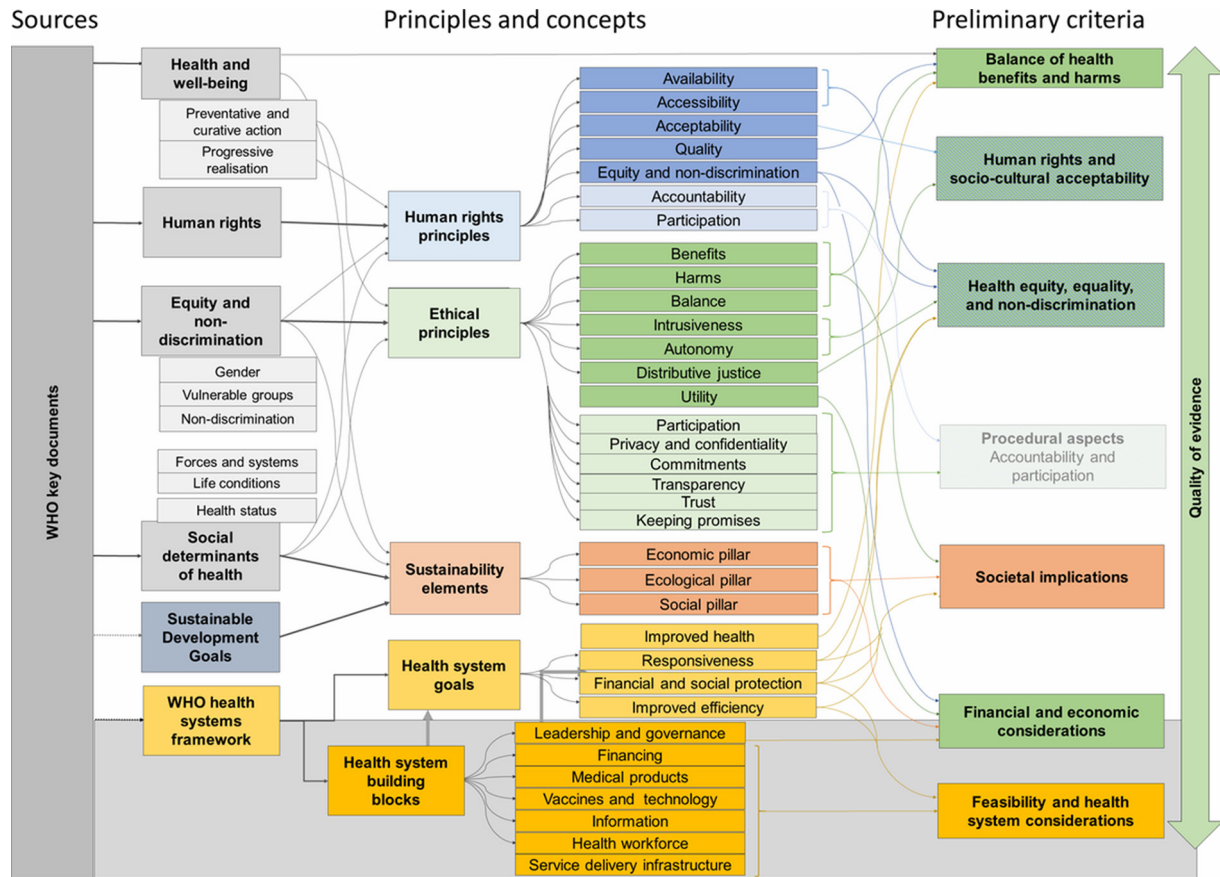 Sources
Principles and concepts
Preliminary criteria
WHO key documents
Health and
well-being
Preventative and
curative action
Progressive
realisation
Human rights
Equity and
non-
discrimination
Gender
Vulnerable groups
Non-discrimination
Forces and systems
Life conditions
Health status
Social
determinants
of health
Sustainable
Development
Goals
WHO health
systems
framework
Human rights
principles
Ethical
principles
Sustainability
elements
Health system
goals
Health system
building
blocks
Availability
Accessibility
Acceptability
Quality
Equity and non-discrimination
Accountability
Participation
Benefits
Harms
Balance
Intrusiveness
Autonomy
Distributive justice
Utility
Participation
Privacy and confidentiality
Commitments
Transparency
Trust
Keeping promises
Economic pillar
Ecological pillar
Social pillar
Improved health
Responsiveness
Financial and social protection
Improved efficiency
Leadership and governance
Financing
Medical products
Vaccines and technology
Information
Health workforce
Service delivery infrastructure
Balance of health
benefits and harms
Human rights and
socio-cultural acceptability
Health equity, equality,
and non-discrimination
Procedural aspects
Accountability and
participation
Societal implications
Financial and economic
considerations
Feasibility and health
system considerations
Quality of evidence